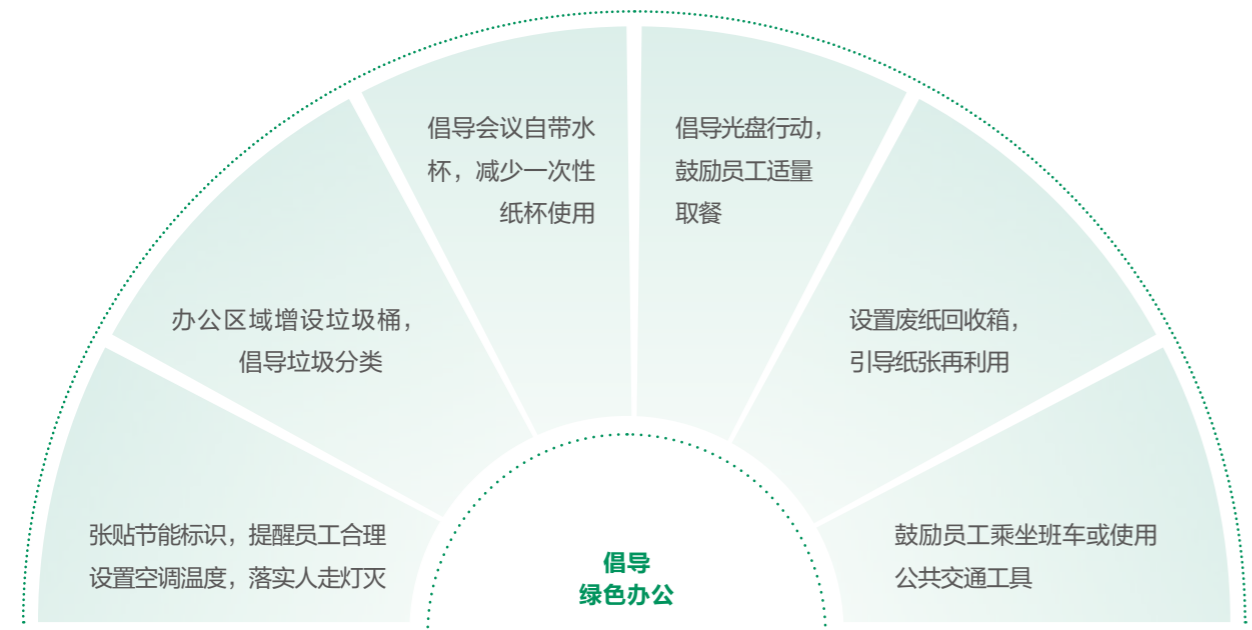 倡导会议自带水
杯，减少一次性
纸杯使用
倡导光盘行动，
鼓励员工适量
取餐
办公区域增设垃圾桶，
倡导垃圾分类
设置废纸回收箱，
引导纸张再利用
张贴节能标识，提醒员工合理
设置空调温度，落实人走灯灭
鼓励员工乘坐班车或使用
公共交通工具
倡导
绿色办公